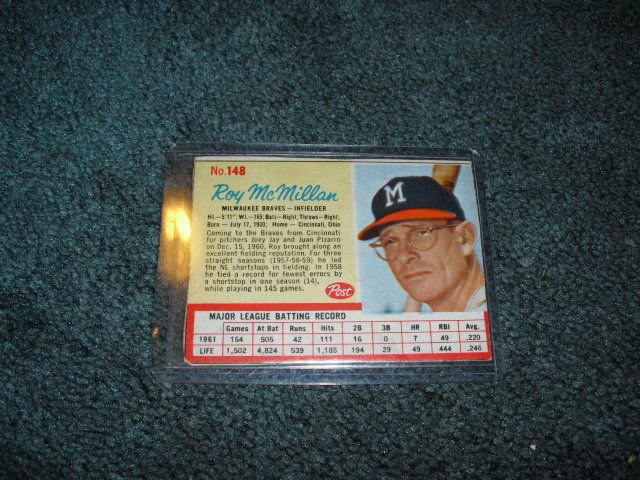 No. 148
Roy McMillan
MILWAUKEE BRAVES — INFIELDER
Ht.—5'11"; Wt.—165; Bats—Right; Throws—Right;
Born — July 17, 1930; Home — Cincinnati, Ohio
Coming to the Braves from Cincinnati
for pitchers Joey Jay and Juan Pizarro
on Dec. 15, 1960, Roy brought along an
excellent fielding reputation. For three
straight seasons (1957-58-59) he led
the NL shortstops in fielding. In 1958
he tied a record for fewest errors by
a shortstop in one season (14),
while playing in 145 games.
Post
M
MAJOR LEAGUE BATTING RECORD
Games At Bat Runs Hits 2B 3B HR RBI Avg.
1961 154 505 42 111 16 0 7 49 .220
LIFE 1,502 4,824 539 1,185 194 29 49 444 .246